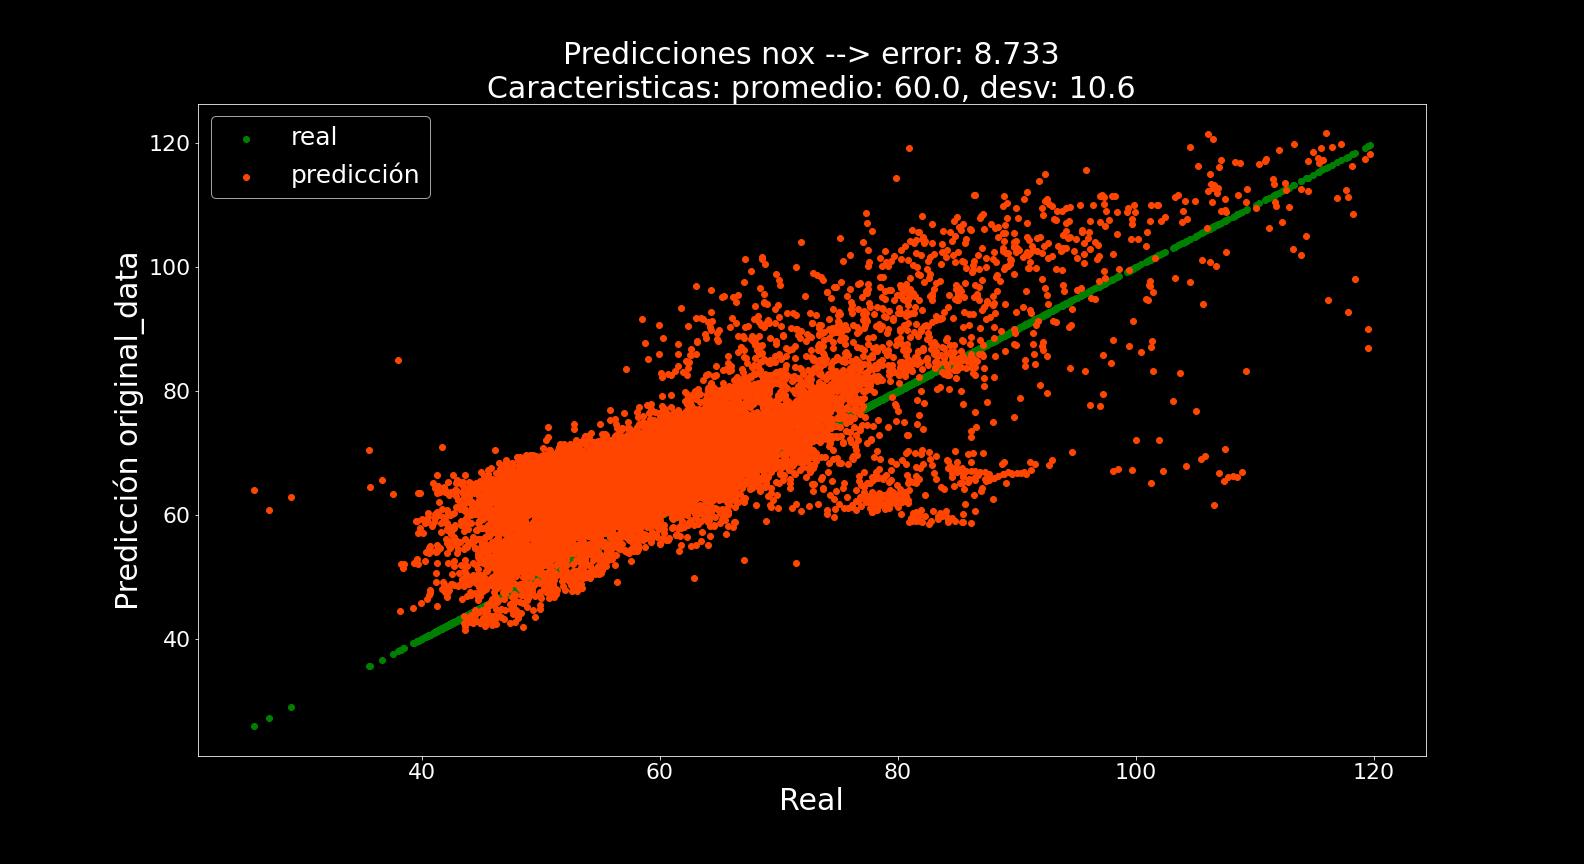 Predicciones nox --> error: 8.733
Caracteristicas: promedio: 60.0, desv: 10.6
real
predicción
120
100
80
60
40
Predicción original_data
40 60 80 100 120
Real